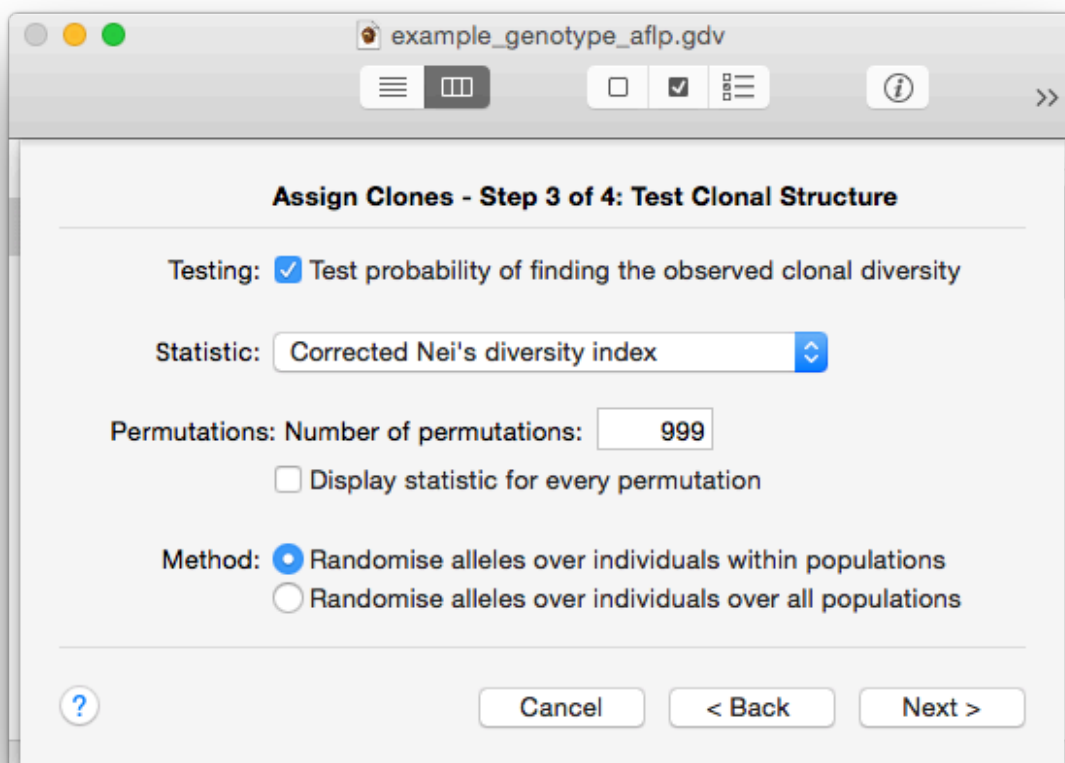 example_genotype_aflp.gdv
Assign Clones - Step 3 of 4: Test Clonal Structure
Testing: Test probability of finding the observed clonal diversity
Statistic: Corrected Nei's diversity index
Permutations: Number of permutations: 999
Display statistic for every permutation
Method: Randomise alleles over individuals within populations
Randomise alleles over individuals over all populations
? Cancel < Back Next >